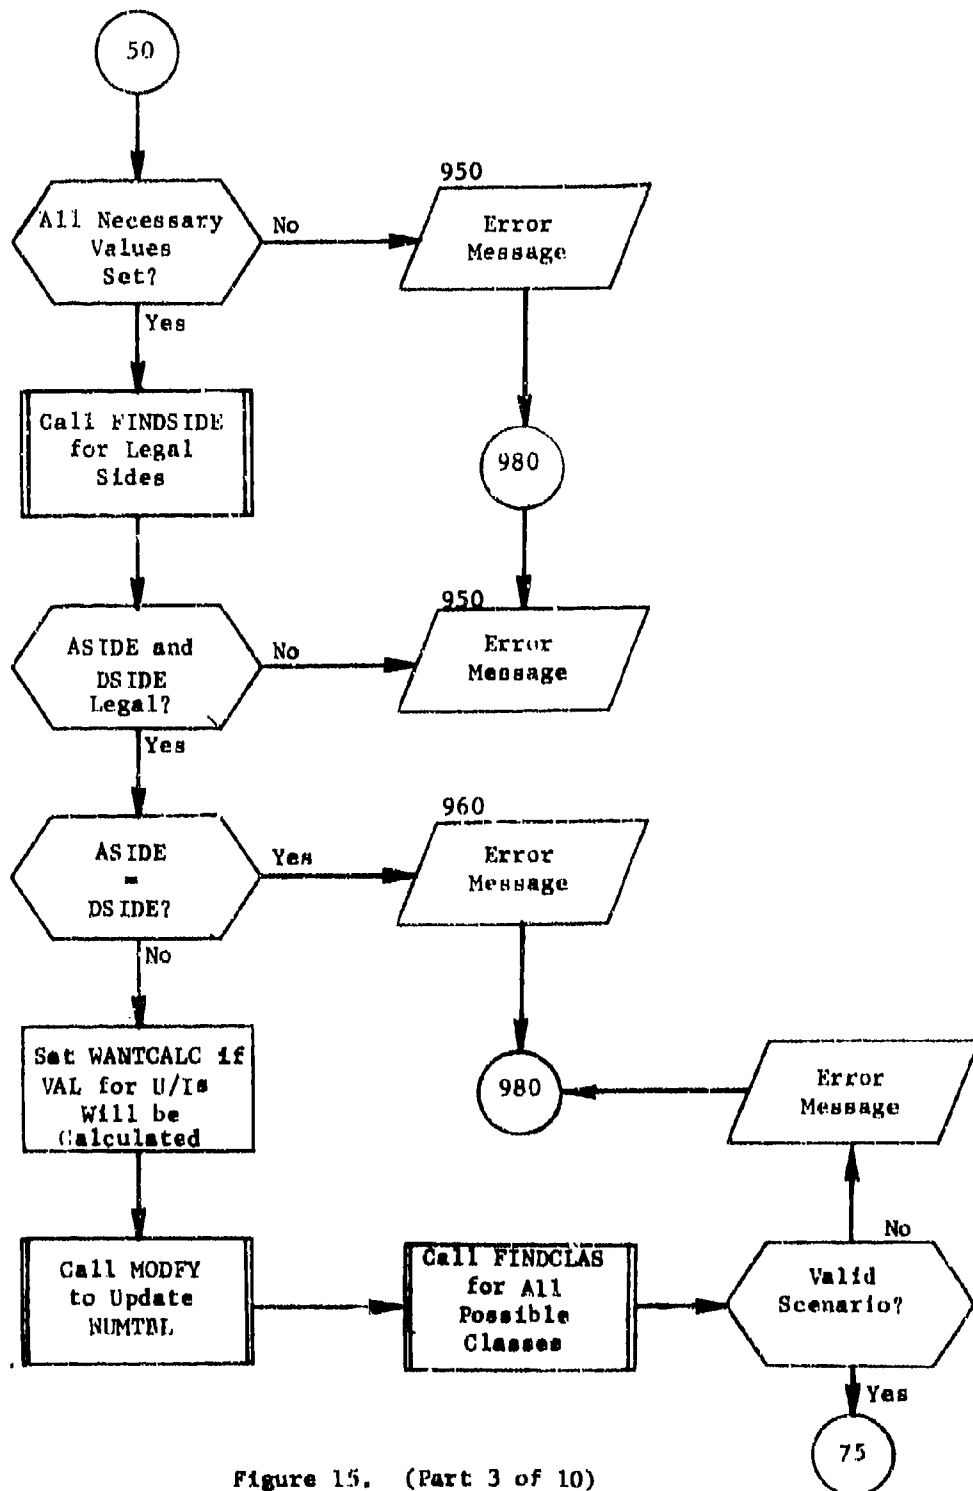 50
All Necessary
Values
Set?
No
950
Error
Message
Yes
Call FINDSIDE
for Legal
Sides
980
ASIDE and
DSIDE
Legal?
No
950
Error
Message
Yes
ASIDE
=
DSIDE?
Yes
960
Error
Message
No
Set WANTCALC if
VAL for U/Is
Will be
Calculated
980
Error
Message
Call MODFY
to Update
NUMTBL
Call FINDCLAS
for All
Possible
Classes
No
Valid
Scenario?
Yes
75
Figure 15. (Part 3 of 10)